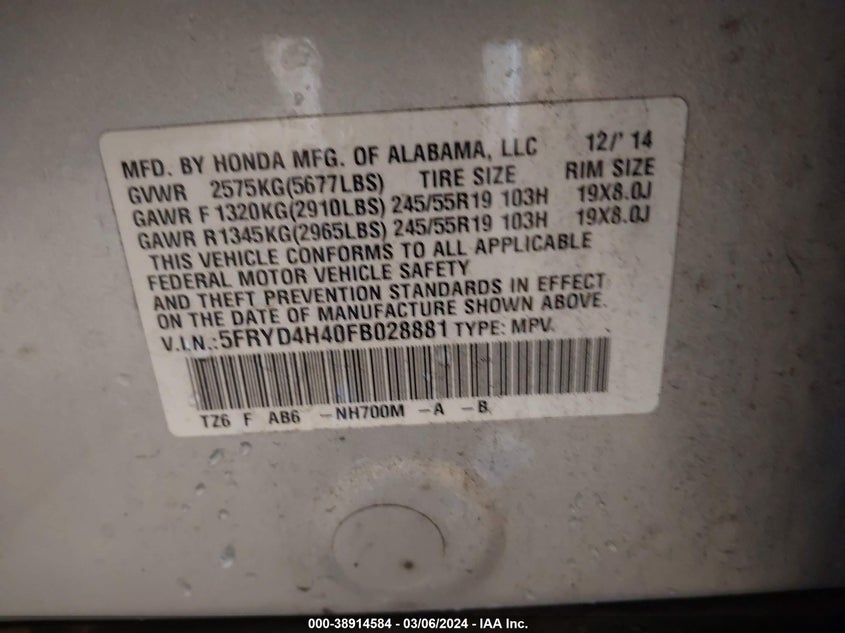 MFD. BY HONDA MFG. OF ALABAMA, LLC 12/'14
GVWR 2575KG(5677LBS) TIRE SIZE RIM SIZE
GAWR F 1320KG(2910LBS) 245/55R19 103H 19X8.0J
GAWR R1345KG(2965LBS) 245/55R19 103H 19X8.0J
THIS VEHICLE CONFORMS TO ALL APPLICABLE
FEDERAL MOTOR VEHICLE SAFETY
AND THEFT PREVENTION STANDARDS IN EFFECT
ON THE DATE OF MANUFACTURE SHOWN ABOVE.
V.I.N.:5FRYD4H40FB028881 TYPE: MPV.
TZ6 F AB6 -NH700M -A -B
000-38914584 - 03/06/2024 - IAA Inc.